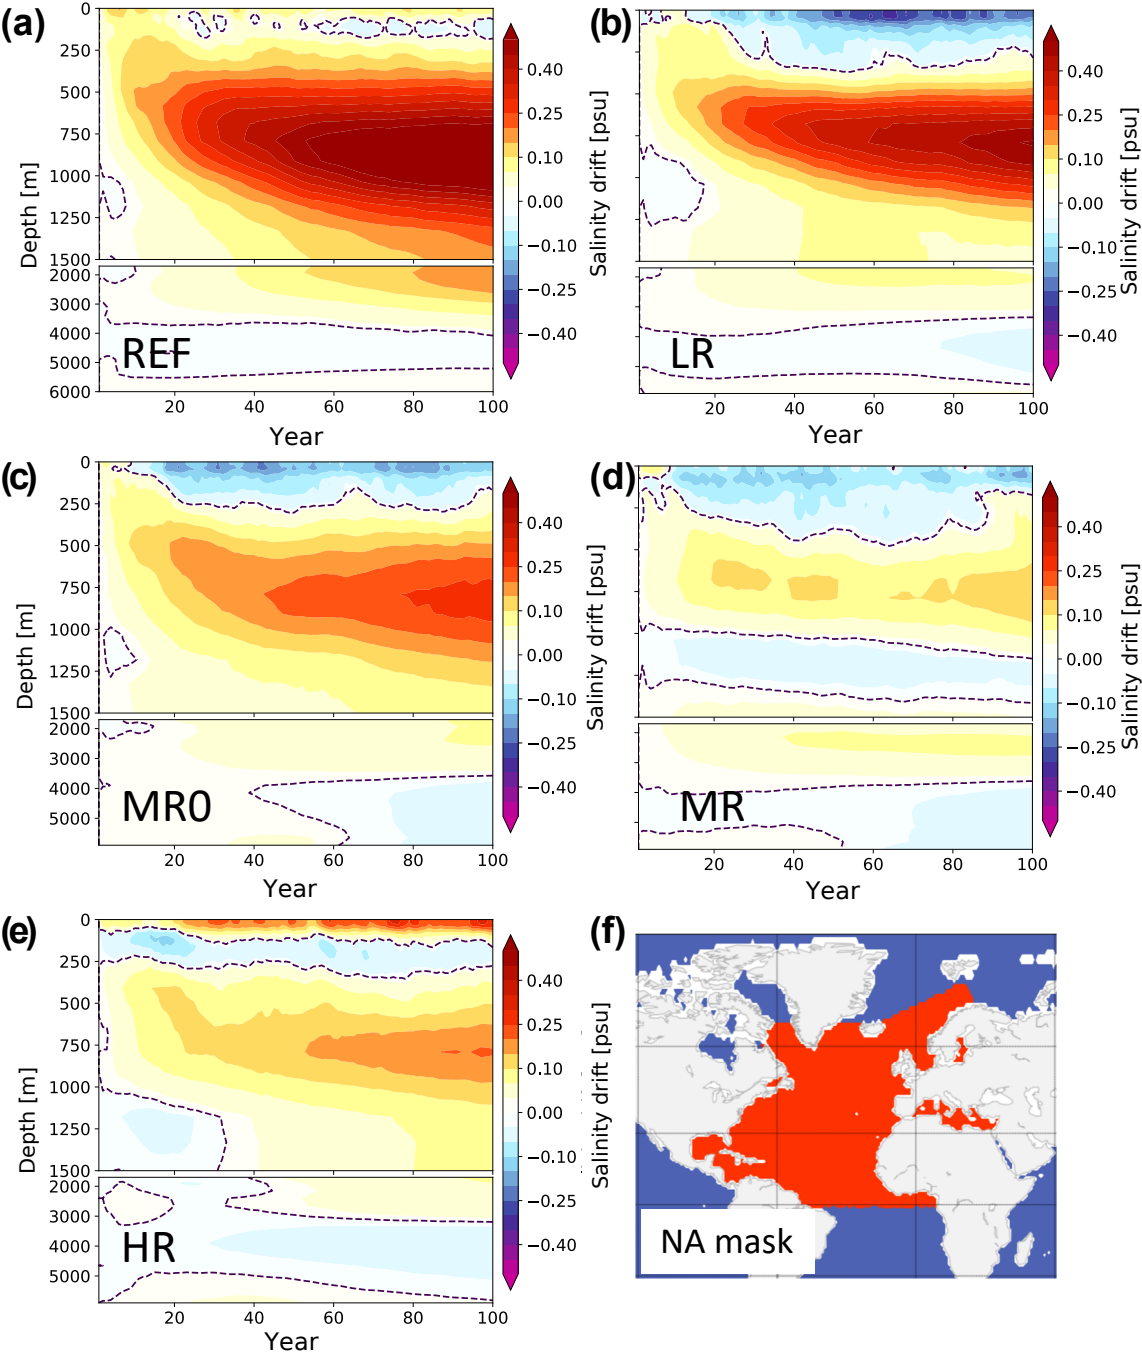 (a)
0
250
500
750
1000
1250
1500
2000
3000
4000
5000
6000
Depth [m]
REF
20 40 60 80 100
Year
0.40
0.25
0.10
0.00
−0.10
−0.25
−0.40
Salinity drift [psu]
(b)
LR
20 40 60 80 100
Year
0.40
0.25
0.10
0.00
−0.10
−0.25
−0.40
Salinity drift [psu]
(c)
0
250
500
750
1000
1250
1500
2000
3000
4000
5000
Depth [m]
MR0
20 40 60 80 100
Year
0.40
0.25
0.10
0.00
−0.10
−0.25
−0.40
Salinity drift [psu]
(d)
MR
20 40 60 80 100
Year
0.40
0.25
0.10
0.00
−0.10
−0.25
−0.40
Salinity drift [psu]
(e)
0
250
500
750
1000
1250
1500
2000
3000
4000
5000
Depth [m]
HR
20 40 60 80 100
Year
0.40
0.25
0.10
0.00
−0.10
−0.25
−0.40
Salinity drift [psu]
(f)
NA mask